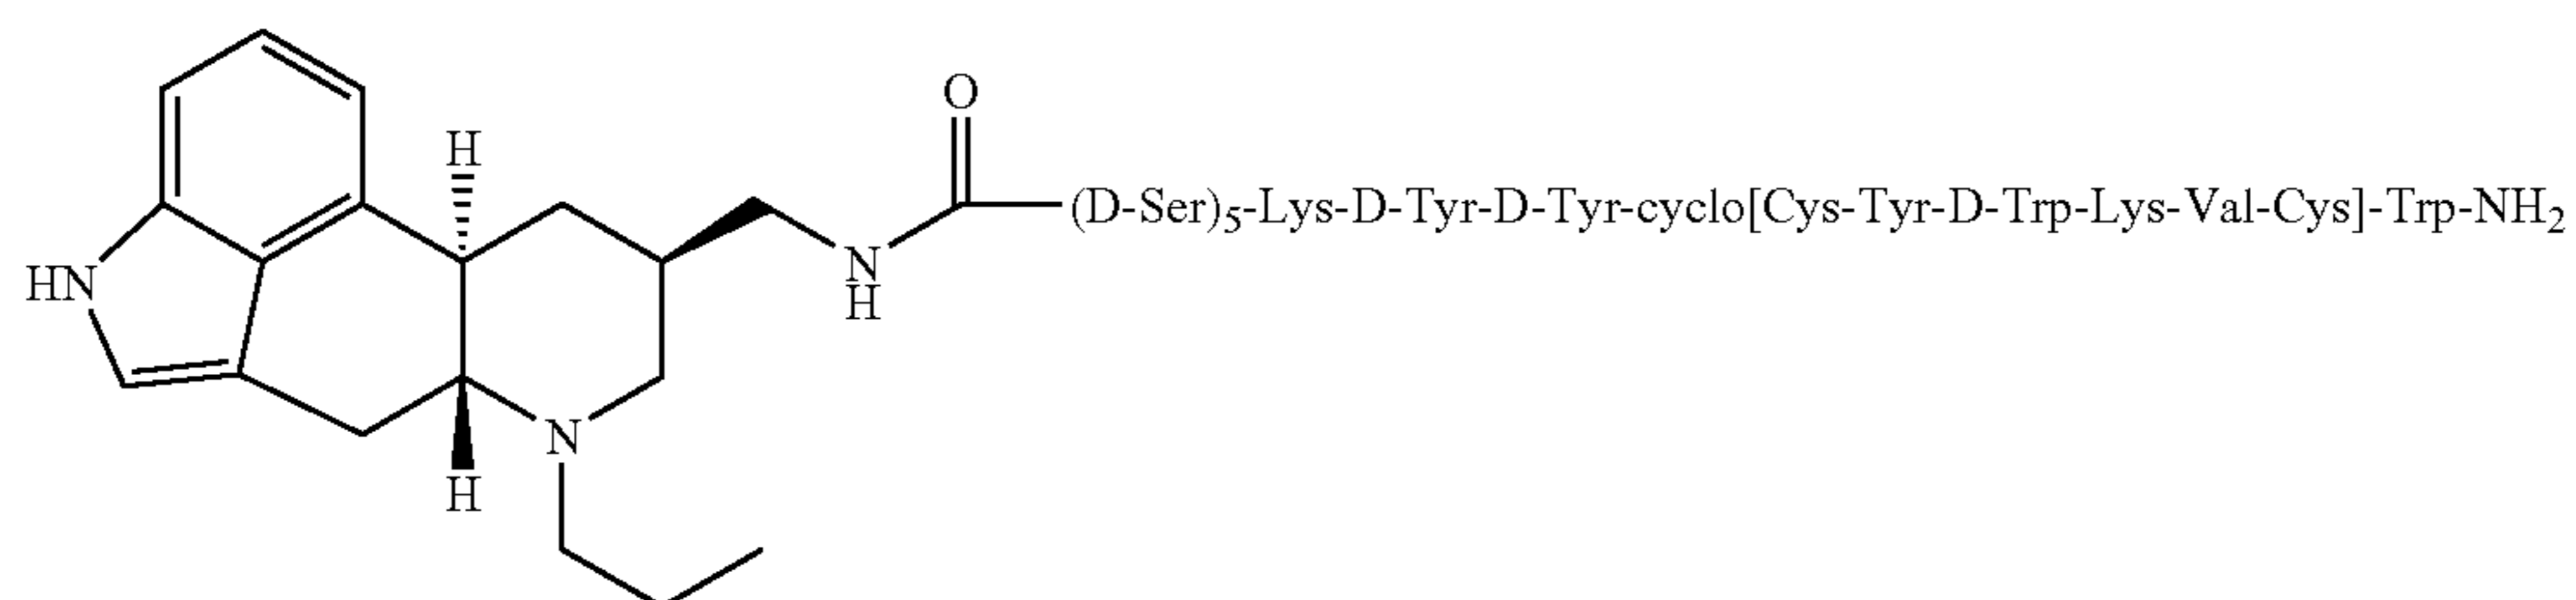 O
H
(D-Ser)5-Lys-D-Tyr-D-Tyr-cyclo[Cys-Tyr-D-Trp-Lys-Val-Cys]-Trp-NH2
HN
N
H
N
H